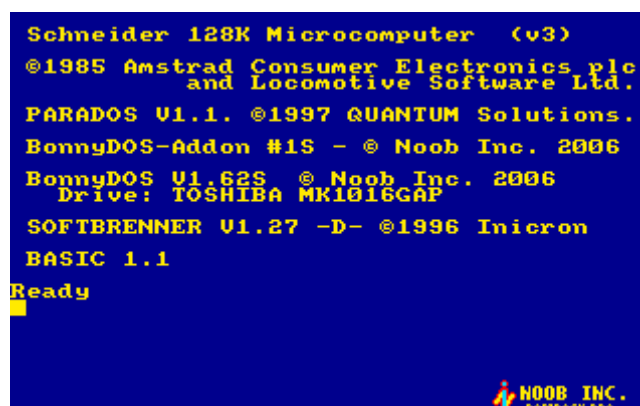 Schneider 128K Microcomputer (v3)
©1985 Amstrad Consumer Electronics plc
and Locomotive Software Ltd.
PARADOS V1.1. ©1997 QUANTUM Solutions.
BonnyDOS-Addon #1S - © Noob Inc. 2006
BonnyDOS V1.62S © Noob Inc. 2006
Drive: TOSHIBA MK1016GAP
SOFTBRENNER V1.27 -D- ©1996 Inicron
BASIC 1.1
Ready
NOOB INC.